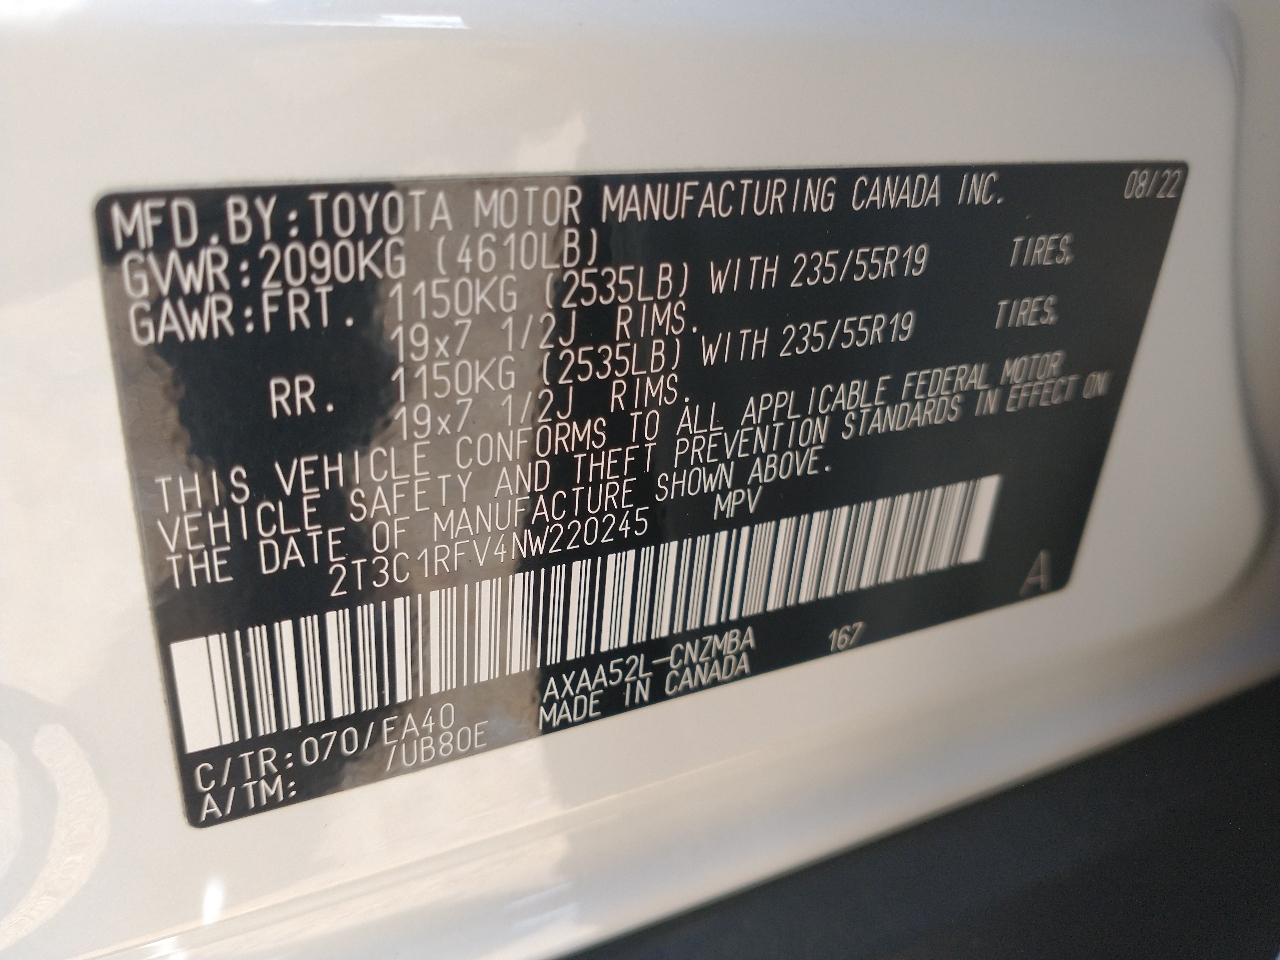 MFD.BY:TOYOTA MOTOR MANUFACTURING CANADA INC. 08/22
GVWR:2090KG (4610LB)
GAWR:FRT. 1150KG (2535LB) WITH 235/55R19 TIRES,
19x7 1/2J RIMS.
RR. 1150KG (2535LB) WITH 235/55R19 TIRES,
19x7 1/2J RIMS.
THIS VEHICLE CONFORMS TO ALL APPLICABLE FEDERAL MOTOR
VEHICLE SAFETY AND THEFT PREVENTION STANDARDS IN EFFECT ON
THE DATE OF MANUFACTURE SHOWN ABOVE.
2T3C1RFV4NW220245 MPV
A
C/TR:070/EA40 AXAA52L-CNZMBA 167
A/TM: /UB80E MADE IN CANADA